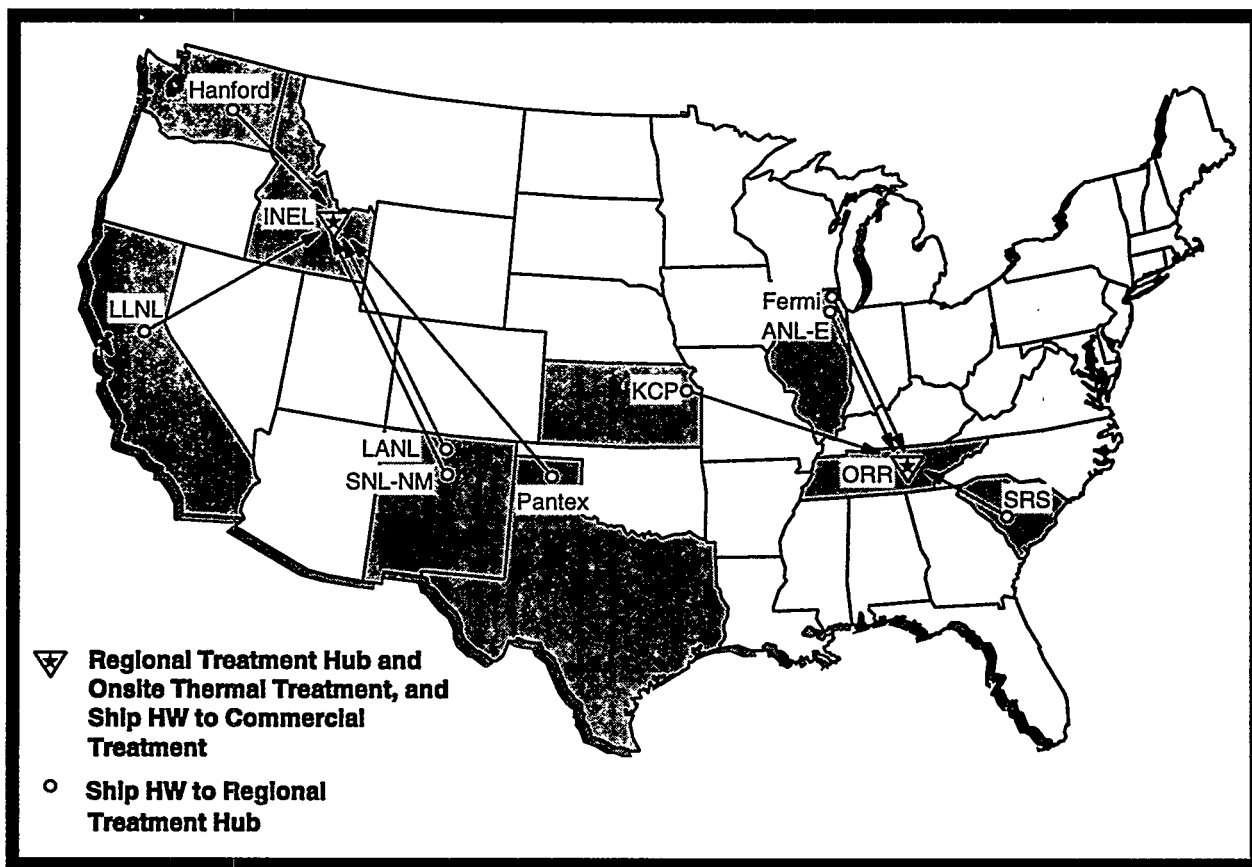 Hanford
INEL
LLNL
Fermi
ANL-E
KCP
LANL
SNL-NM
Pantex
ORR
SRS
Regional Treatment Hub and
Onsite Thermal Treatment, and
Ship HW to Commercial
Treatment
Ship HW to Regional
Treatment Hub